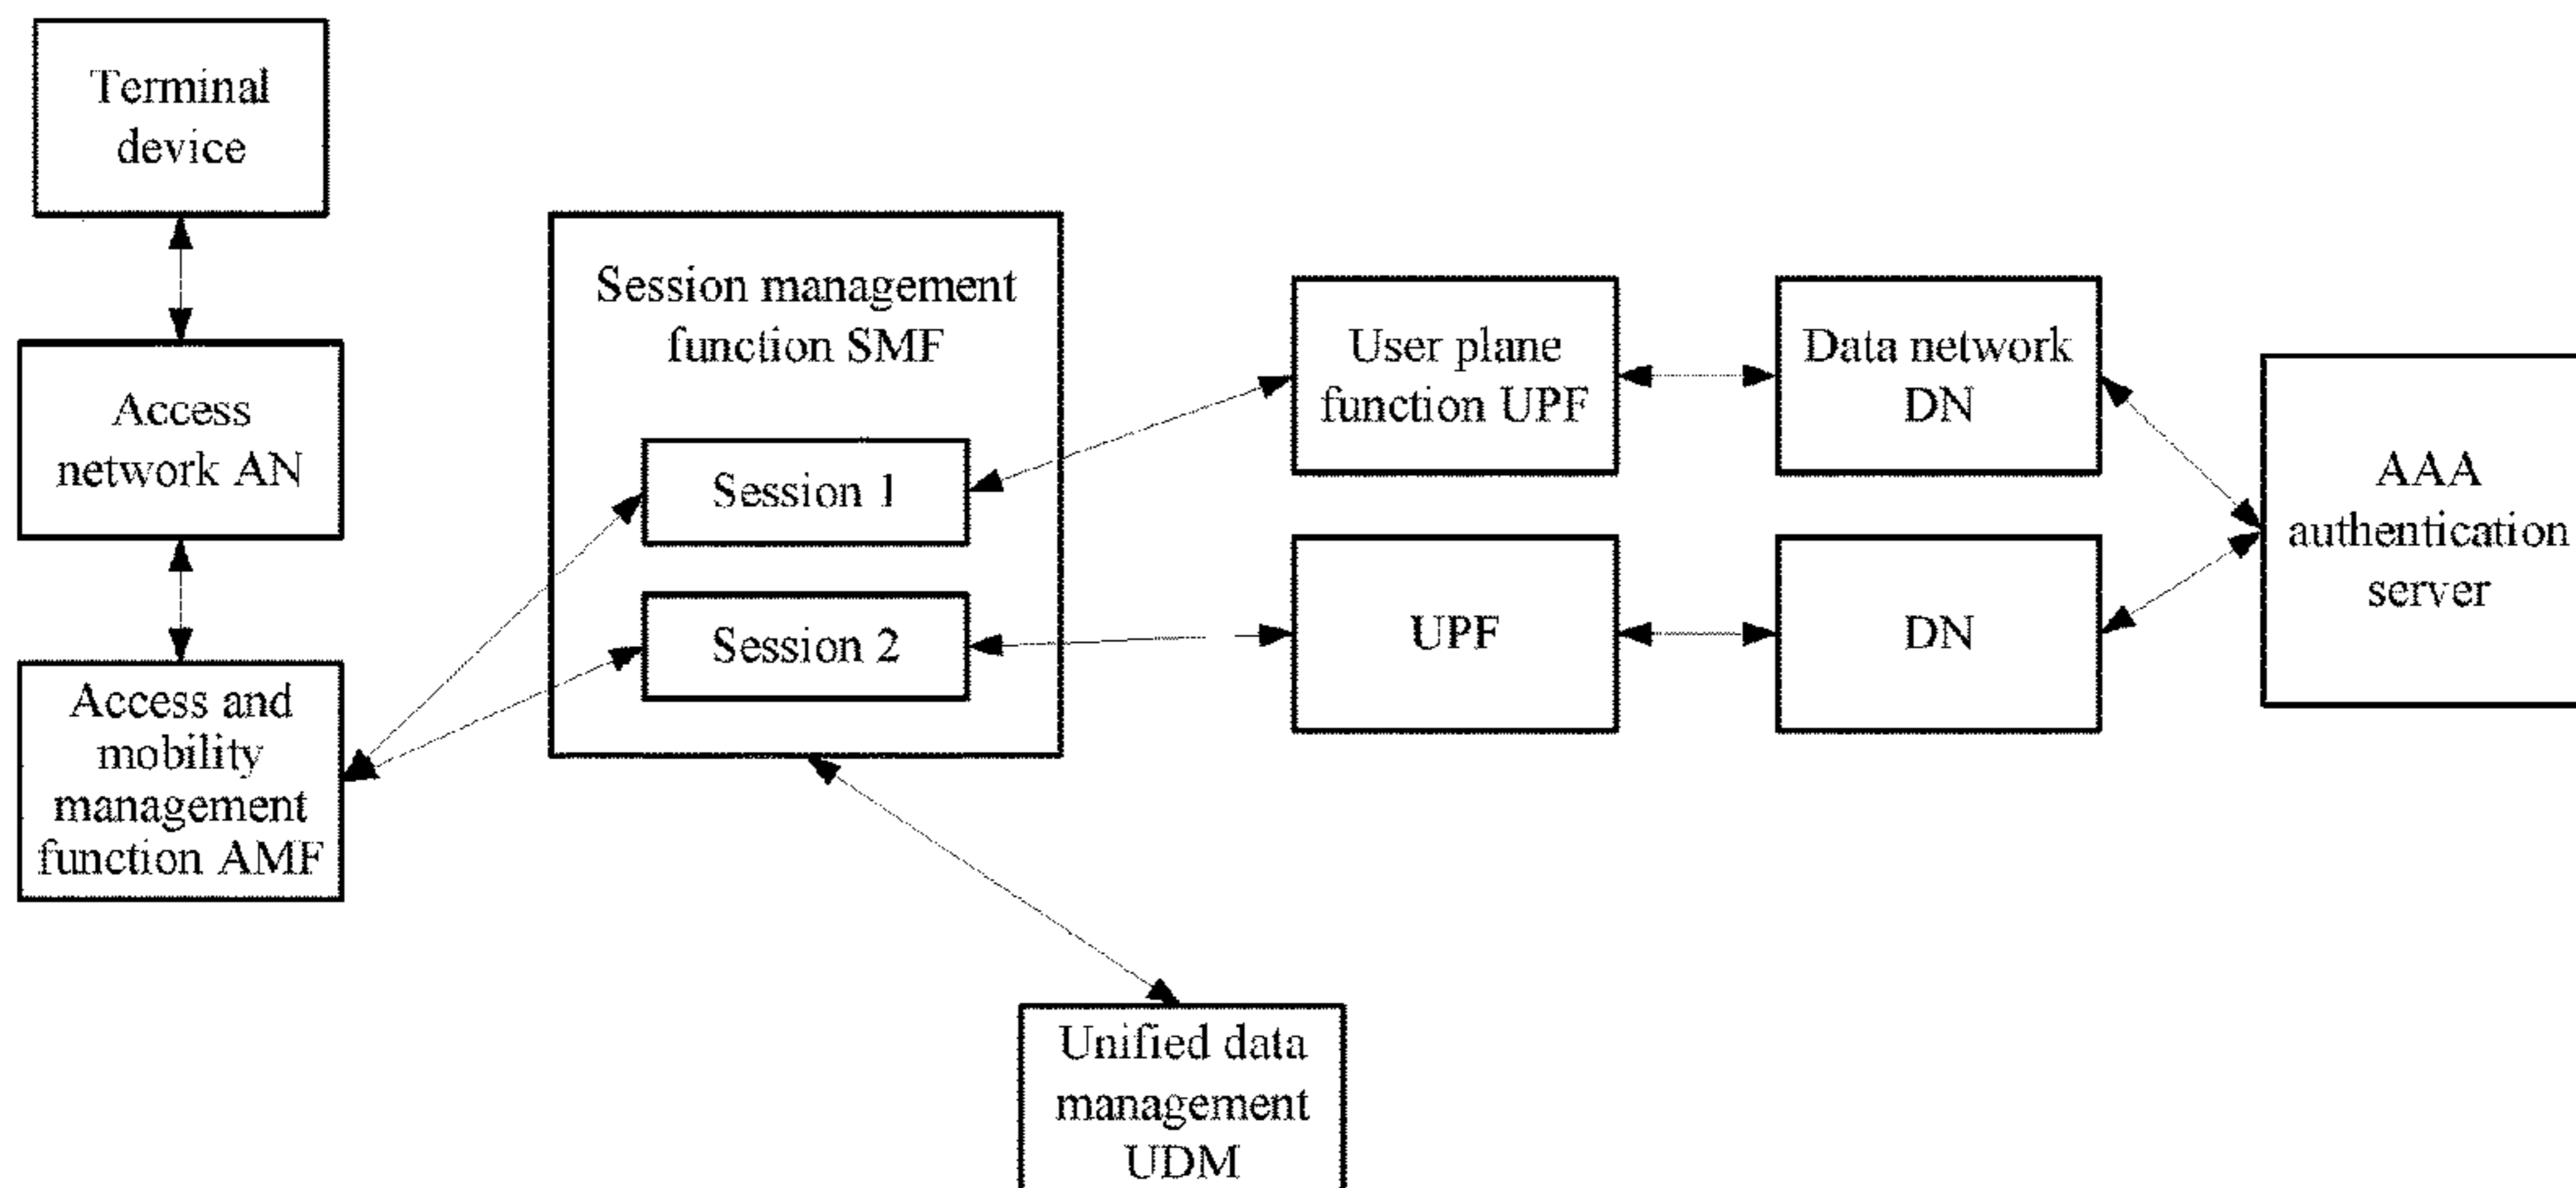 Terminal
device
Access
network AN
Access and
mobility
management
function AMF
Session management
function SMF
Session 1
Session 2
User plane
function UPF
Data network
DN
UPF
DN
AAA
authentication
server
Unified data
management
UDM